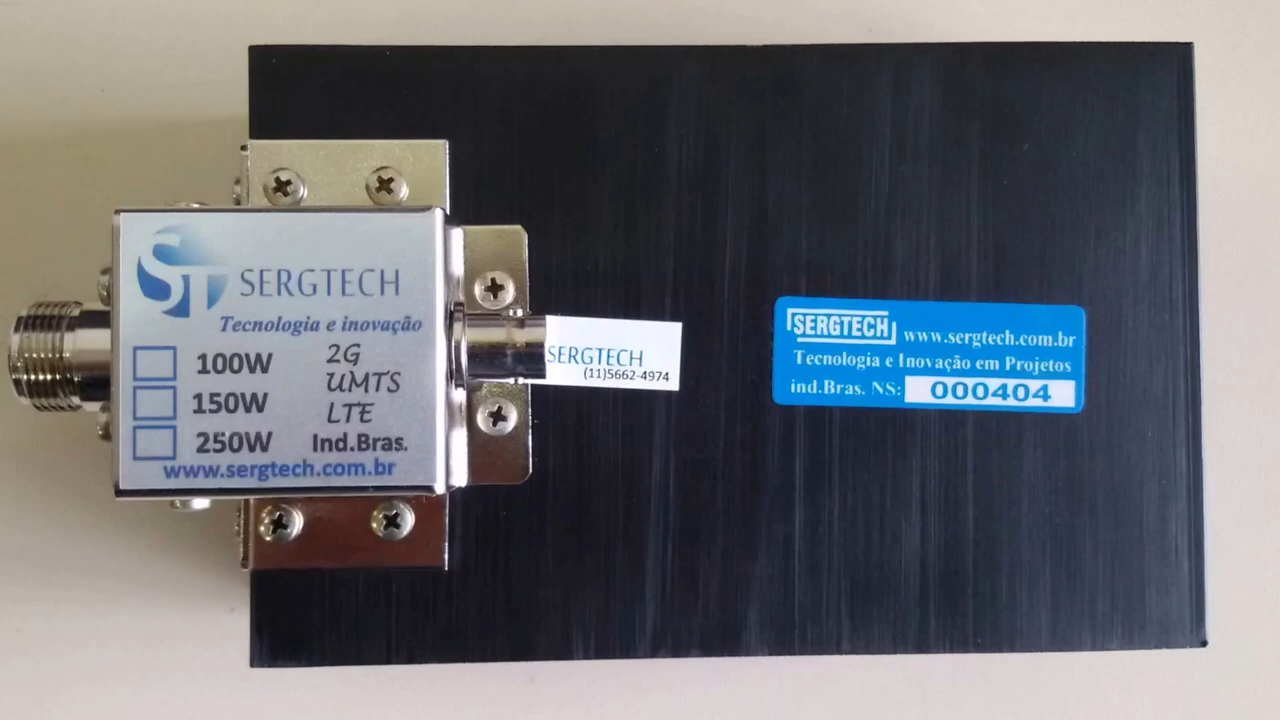 ST SERGTECH
Tecnologia e inovação
100W 2G
150W UMTS
250W LTE
Ind.Bras.
www.sergtech.com.br
SERGTECH
(11)5662-4974
SERGTECH www.sergtech.com.br
Tecnologia e Inovação em Projetos
ind.Bras. NS: 000404